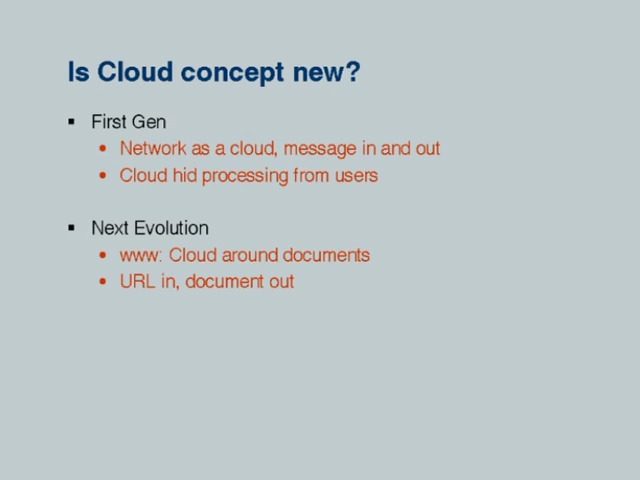 Is Cloud concept new?
▪ First Gen
• Network as a cloud, message in and out
• Cloud hid processing from users
▪ Next Evolution
• www: Cloud around documents
• URL in, document out